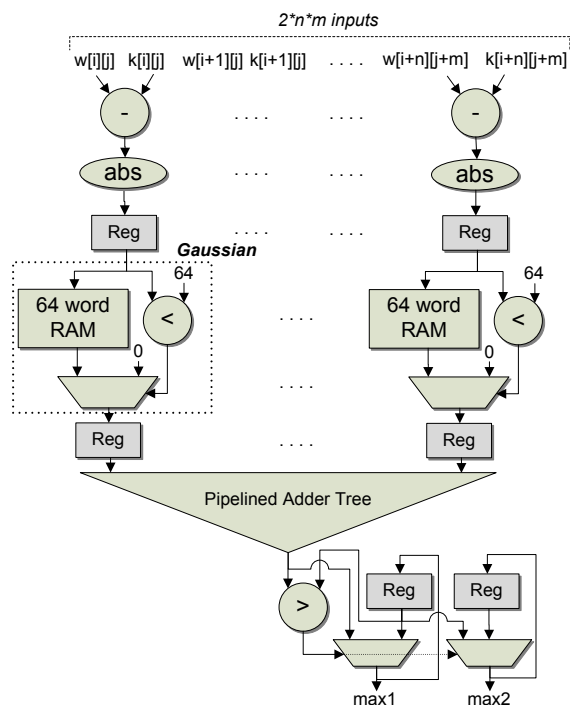 2*n*m inputs
w[i][j] k[i][j] w[i+1][j] k[i+1][j] . . . . w[i+n][j+m] k[i+n][j+m]
- . . . . . . . . -
abs . . . . . . . . abs
Reg . . . . . . . . Reg
Gaussian
64 64
64 word RAM < . . . . 64 word RAM <
0 0
. . . .
Reg . . . . Reg
Pipelined Adder Tree
> Reg Reg
max1 max2